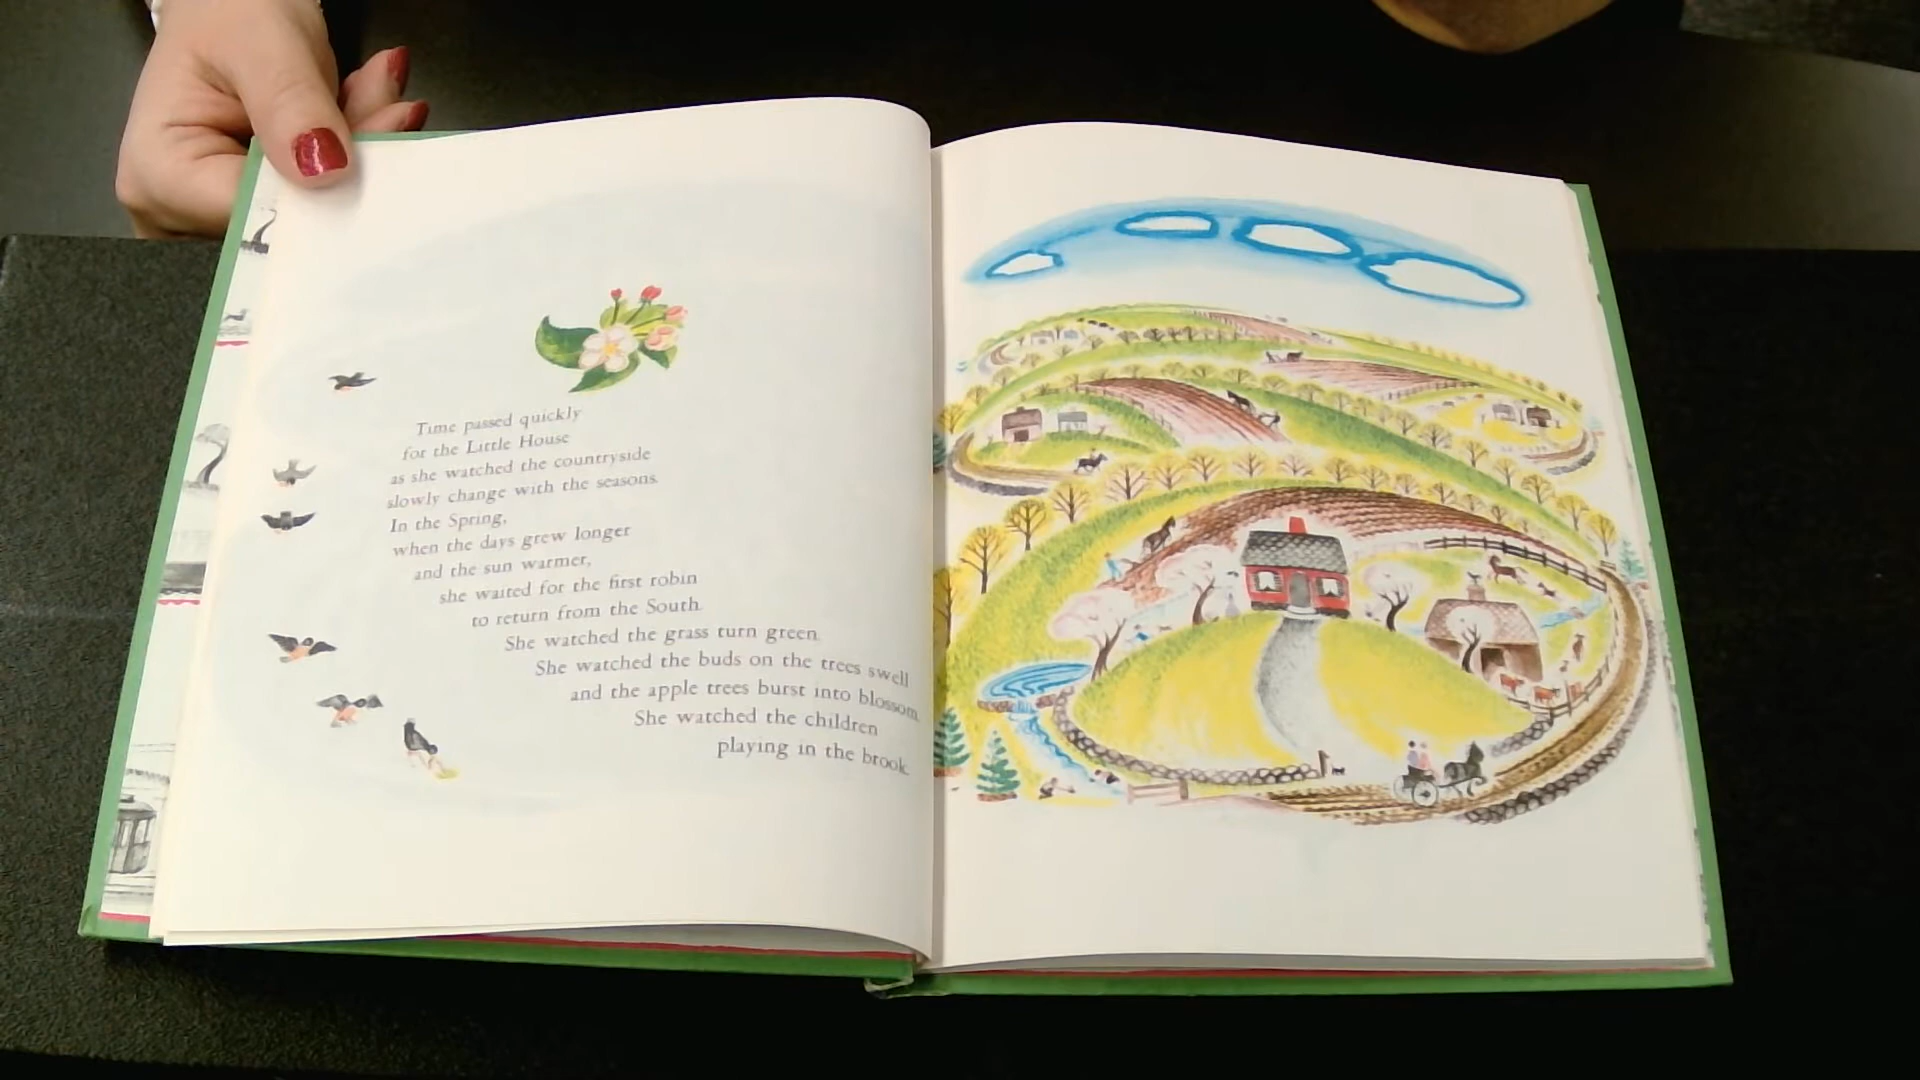 Time passed quickly
for the Little House
as she watched the countryside
slowly change with the seasons.
In the Spring,
when the days grew longer
and the sun warmer,
she waited for the first robin
to return from the South.
She watched the grass turn green.
She watched the buds on the trees swell
and the apple trees burst into blossom.
She watched the children
playing in the brook.